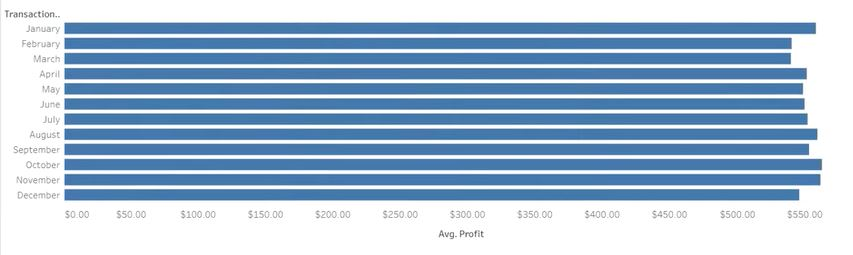 Transaction..
January
February
March
April
May
June
July
August
September
October
November
December
$0.00 $50.00 $100.00 $150.00 $200.00 $250.00 $300.00 $350.00 $400.00 $450.00 $500.00 $550.00
Avg. Profit